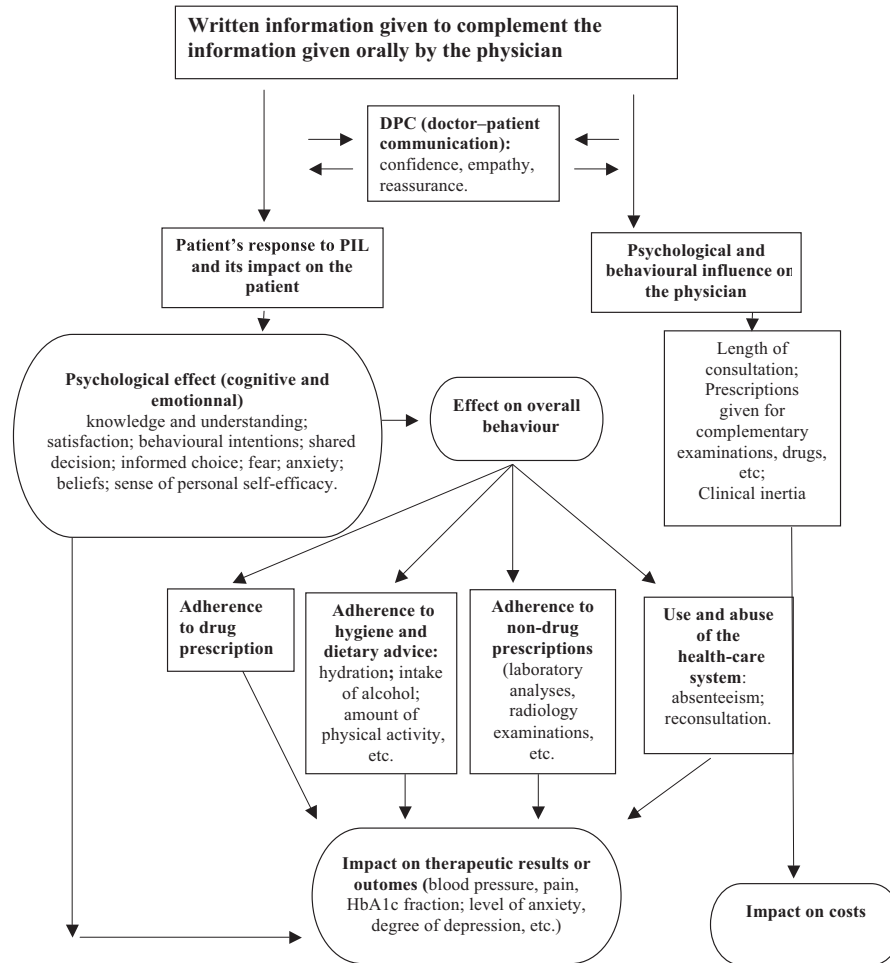 Written information given to complement the
information given orally by the physician
DPC (doctor–patient
communication):
confidence, empathy,
reassurance.
Patient's response to PIL
and its impact on the
patient
Psychological and
behavioural influence on
the physician
Psychological effect (cognitive and
emotionnal)
knowledge and understanding;
satisfaction; behavioural intentions; shared
decision; informed choice; fear; anxiety;
beliefs; sense of personal self-efficacy.
Effect on overall
behaviour
Length of
consultation;
Prescriptions
given for
complementary
examinations, drugs,
etc;
Clinical inertia
Adherence
to drug
prescription
Adherence to
hygiene and
dietary advice:
hydration; intake
of alcohol;
amount of
physical activity,
etc.
Adherence to
non-drug
prescriptions
(laboratory
analyses,
radiology
examinations,
etc.
Use and abuse
of the
health-care
system:
absenteeism;
reconsultation.
Impact on therapeutic results or
outcomes (blood pressure, pain,
HbA1c fraction; level of anxiety,
degree of depression, etc.)
Impact on costs